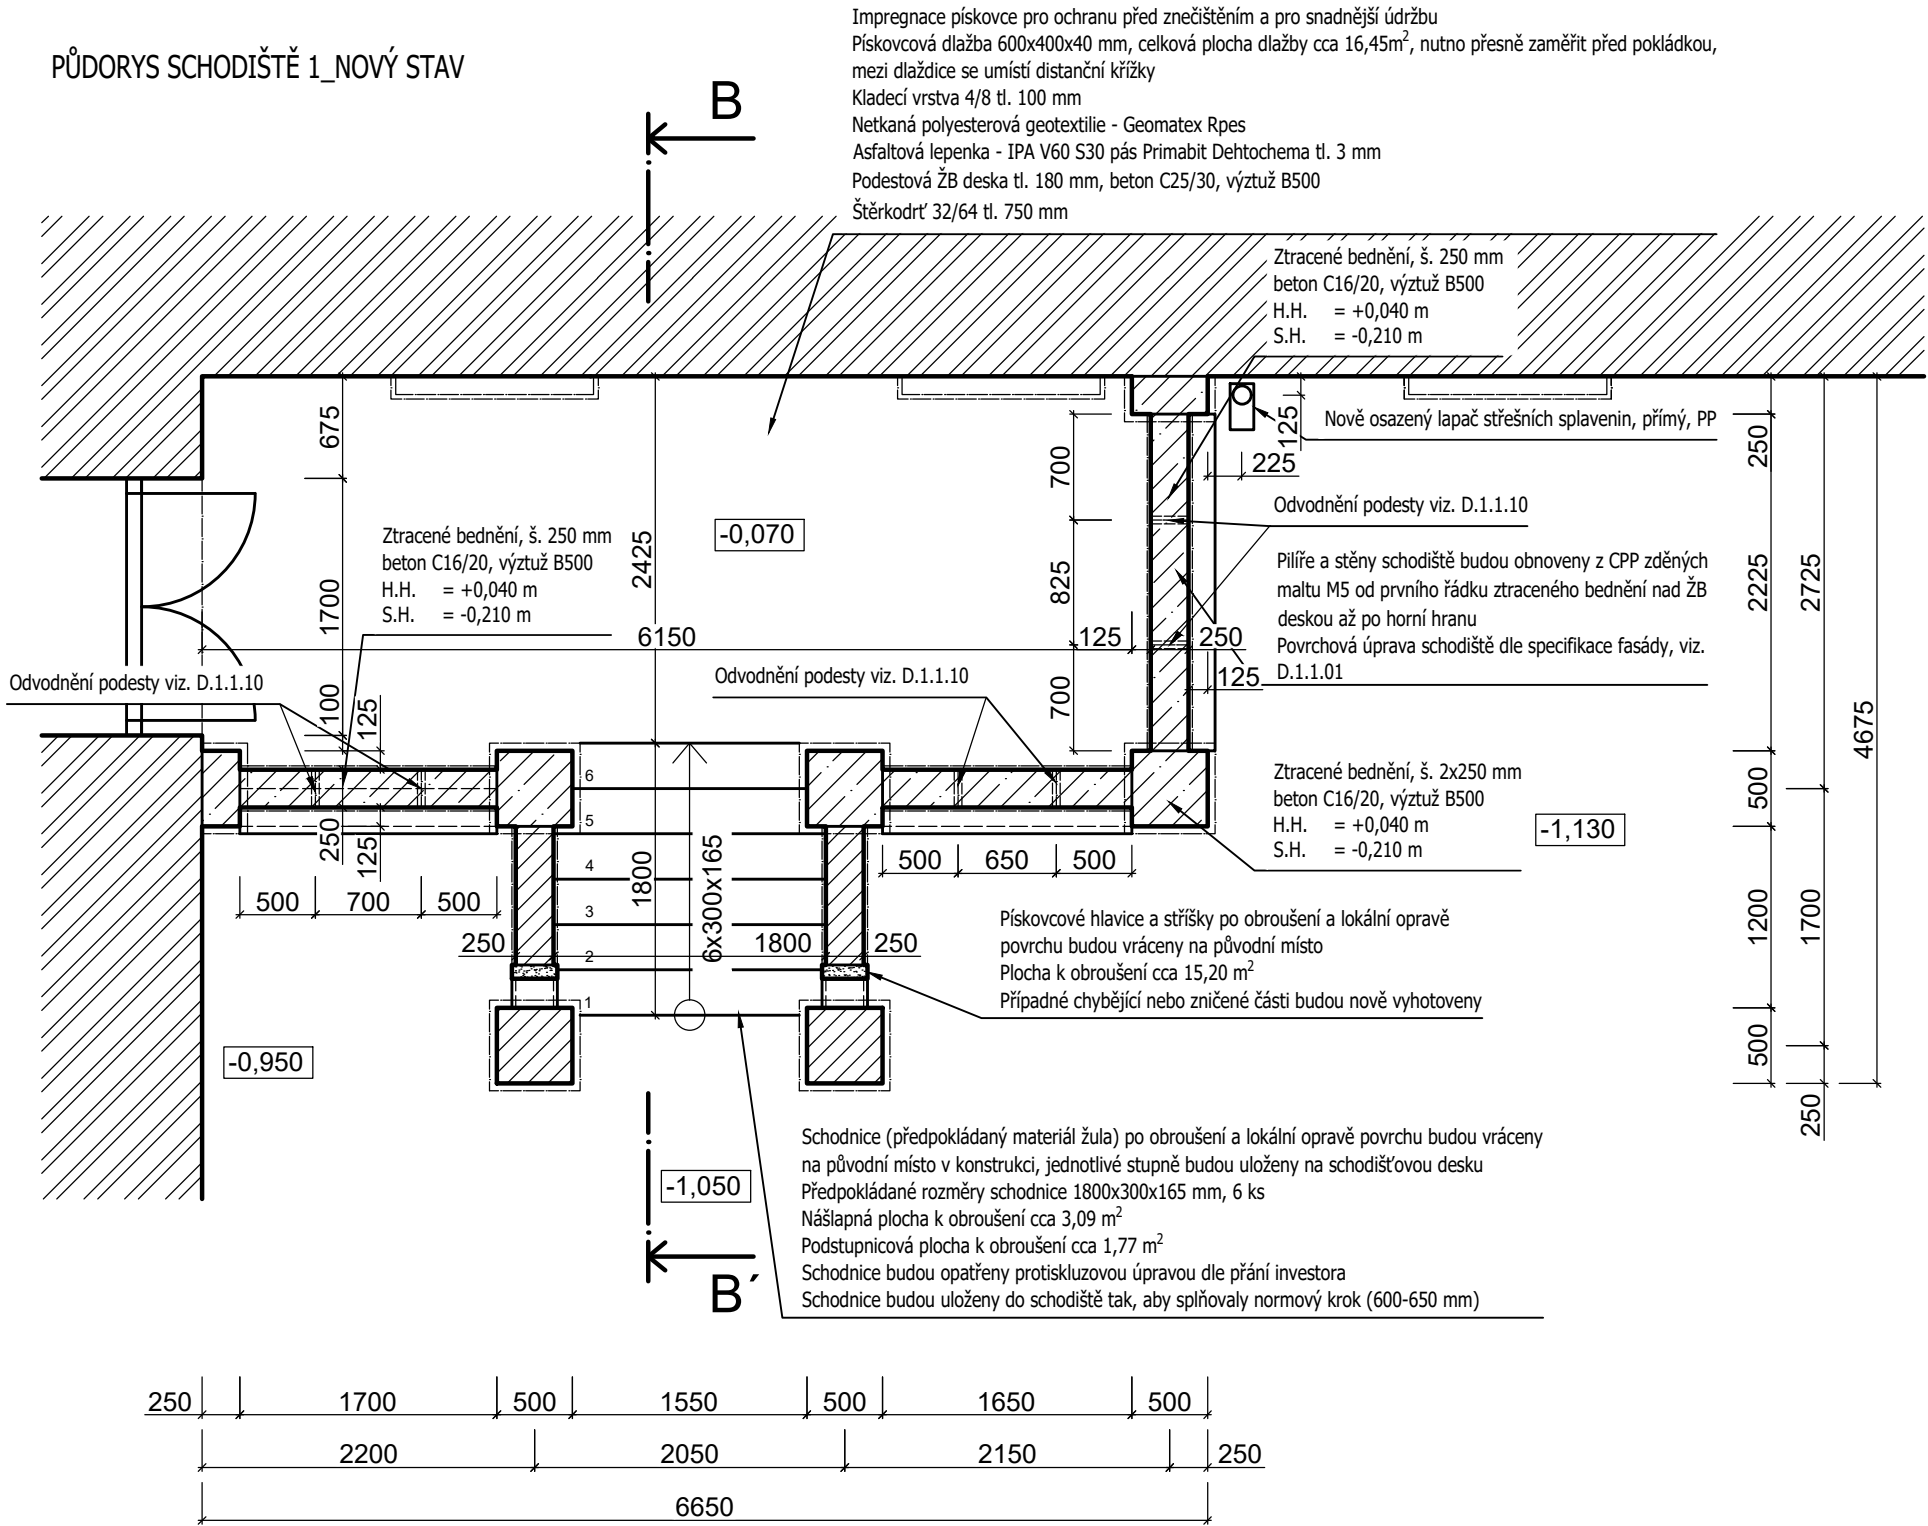 Impregnace pískovce pro ochranu před znečištěním a pro snadnější údržbu
Pískovcová dlažba 600x400x40 mm, celková plocha dlažby cca 16,45m², nutno přesně zaměřit před pokládkou,
mezi dlaždice se umístí distanční křížky
Kladecí vrstva 4/8 tl. 100 mm
Netkaná polyesterová geotextilie - Geomatex Rpes
Asfaltová lepenka - IPA V60 S30 pás Primabit Dehtochema tl. 3 mm
Podestová ŽB deska tl. 180 mm, beton C25/30, výztuž B500
Štěrkodrť 32/64 tl. 750 mm
PŮDORYS SCHODIŠTĚ 1_NOVÝ STAV
B
Ztracené bednění, š. 250 mm
beton C16/20, výztuž B500
H.H. = +0,040 m
S.H. = -0,210 m
Nově osazený lapač střešních splavenin, přímý, PP
125
225
675
1700
100
125
250
125
2425
700
825
700
250
2225
500
1200
500
2725
1700
250
4675
-0,070
Odvodnění podesty viz. D.1.1.10
Ztracené bednění, š. 250 mm
beton C16/20, výztuž B500
H.H. = +0,040 m
S.H. = -0,210 m
Pilíře a stěny schodiště budou obnoveny z CPP zděných
maltu M5 od prvního řádku ztraceného bednění nad ŽB
deskou až po horní hranu
Povrchová úprava schodiště dle specifikace fasády, viz.
D.1.1.01
6150
125
250
125
Odvodnění podesty viz. D.1.1.10
Odvodnění podesty viz. D.1.1.10
Ztracené bednění, š. 2x250 mm
beton C16/20, výztuž B500
H.H. = +0,040 m
S.H. = -0,210 m
-1,130
6
5
4
3
2
1
1800
6x300x165
500
700
500
500
650
500
250
1800
250
Pískovcové hlavice a stříšky po obroušení a lokální opravě
povrchu budou vráceny na původní místo
Plocha k obroušení cca 15,20 m²
Případné chybějící nebo zničené části budou nově vyhotoveny
-0,950
-1,050
Schodnice (předpokládaný materiál žula) po obroušení a lokální opravě povrchu budou vráceny
na původní místo v konstrukci, jednotlivé stupně budou uloženy na schodišťovou desku
Předpokládané rozměry schodnice 1800x300x165 mm, 6 ks
Nášlapná plocha k obroušení cca 3,09 m²
Podstupnicová plocha k obroušení cca 1,77 m²
Schodnice budou opatřeny protiskluzovou úpravou dle přání investora
Schodnice budou uloženy do schodiště tak, aby splňovaly normový krok (600-650 mm)
B´
250
1700
500
1550
500
1650
500
2200
2050
2150
250
6650